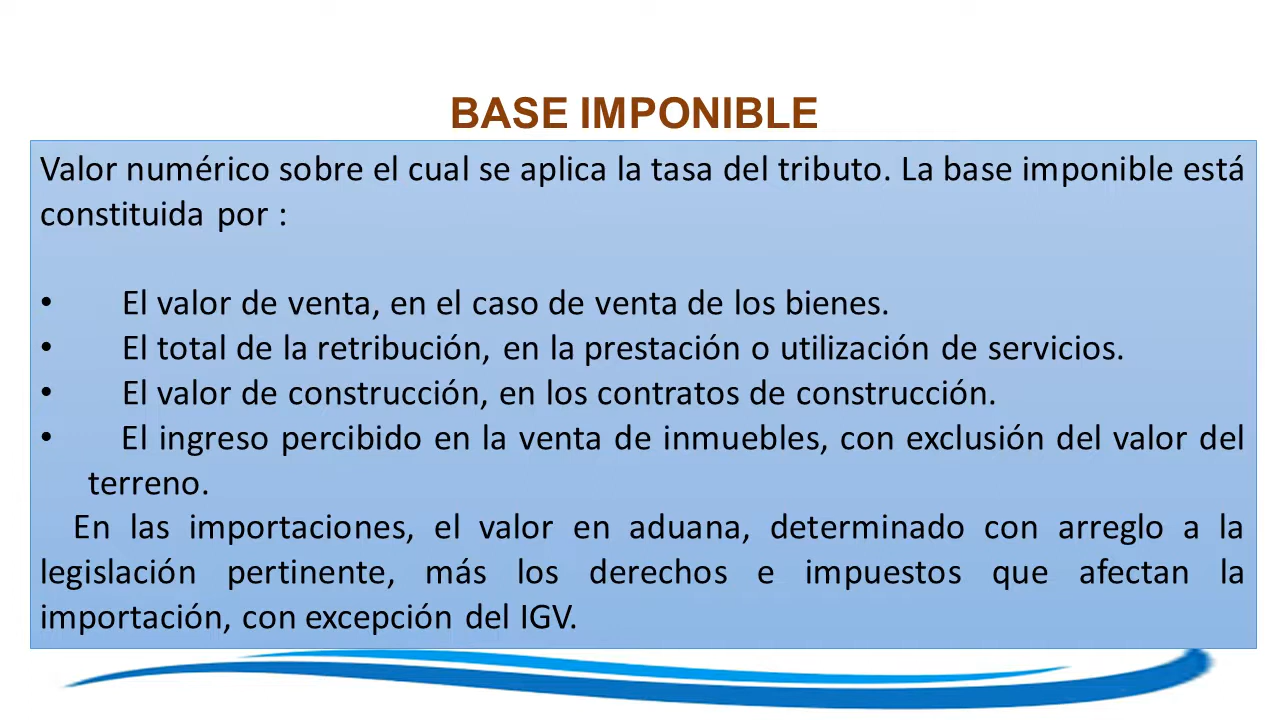 BASE IMPONIBLE
Valor numérico sobre el cual se aplica la tasa del tributo. La base imponible está
constituida por :
• El valor de venta, en el caso de venta de los bienes.
• El total de la retribución, en la prestación o utilización de servicios.
• El valor de construcción, en los contratos de construcción.
• El ingreso percibido en la venta de inmuebles, con exclusión del valor del
terreno.
En las importaciones, el valor en aduana, determinado con arreglo a la
legislación pertinente, más los derechos e impuestos que afectan la
importación, con excepción del IGV.